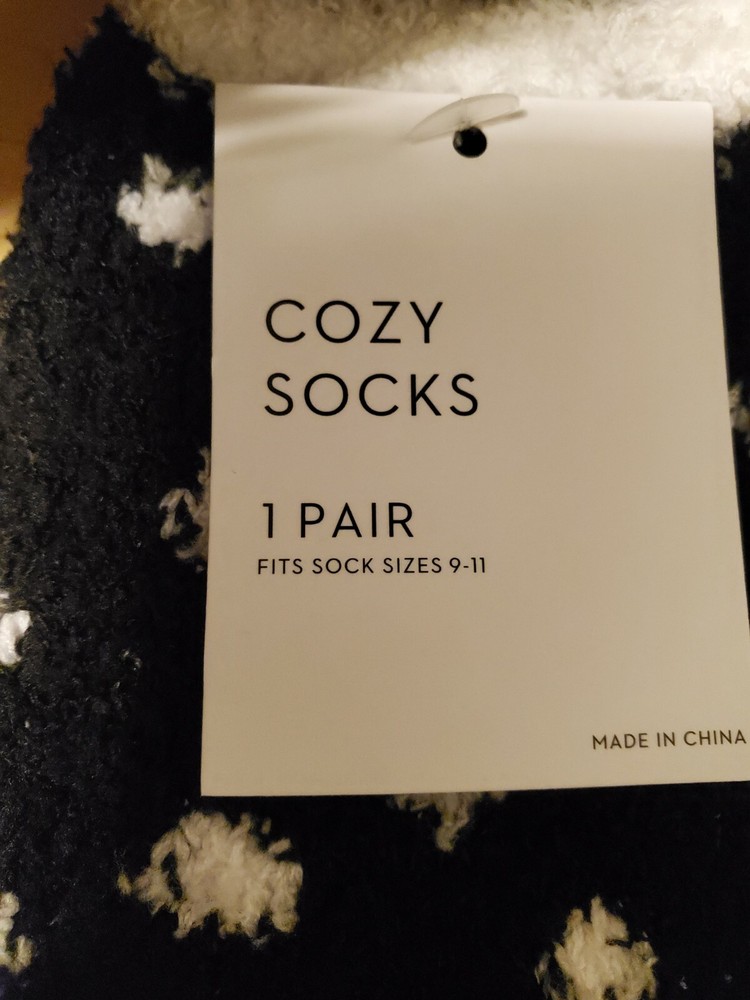 COZY
SOCKS
1 PAIR
FITS SOCK SIZES 9-11
MADE IN CHINA